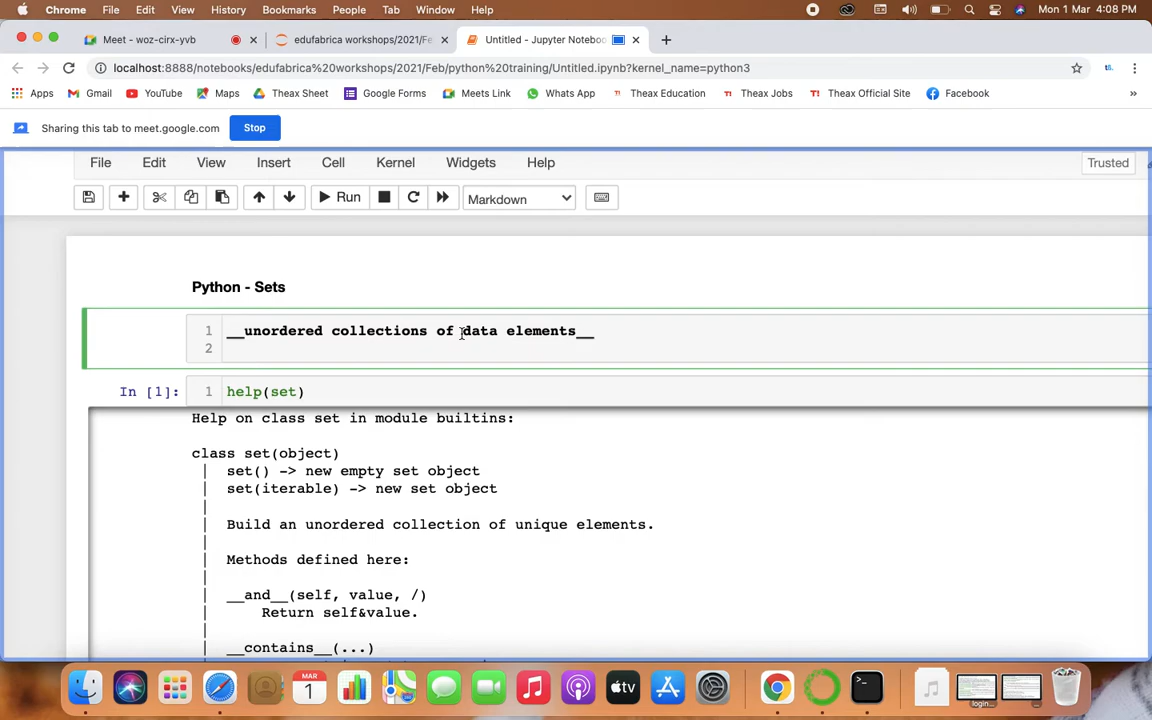 Chrome File Edit View History Bookmarks People Tab Window Help Mon 1 Mar 4:08 PM
Meet - woz-cirx-yvb edufabrica workshops/2021/Fe Untitled - Jupyter Noteboo
localhost:8888/notebooks/edufabrica%20workshops/2021/Feb/python%20training/Untitled.ipynb?kernel_name=python3
Apps Gmail YouTube Maps Theax Sheet Google Forms Meets Link Whats App Theax Education Theax Jobs Theax Official Site Facebook »
Sharing this tab to meet.google.com Stop
File Edit View Insert Cell Kernel Widgets Help Trusted
Run Markdown
Python - Sets
1 __unordered collections of data elements__
2
In [1]: 1 help(set)
Help on class set in module builtins:
class set(object)
| set() -> new empty set object
| set(iterable) -> new set object
|
| Build an unordered collection of unique elements.
|
| Methods defined here:
|
| __and__(self, value, /)
| Return self&value.
|
| __contains__(...)
MAR
1
tv
login...